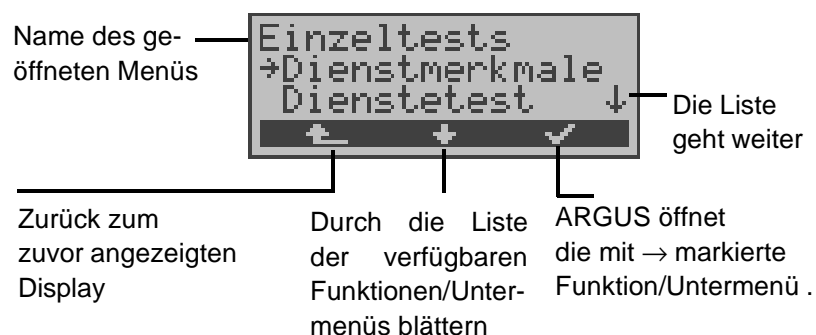 Name des ge-
öffneten Menüs
Einzeltests
→Dienstmerkmale
Dienstetest ↓
Die Liste
geht weiter
Zurück zum
zuvor angezeigten
Display
Durch die Liste
der verfügbaren
Funktionen/Unter-
menüs blättern
ARGUS öffnet
die mit → markierte
Funktion/Untermenü .